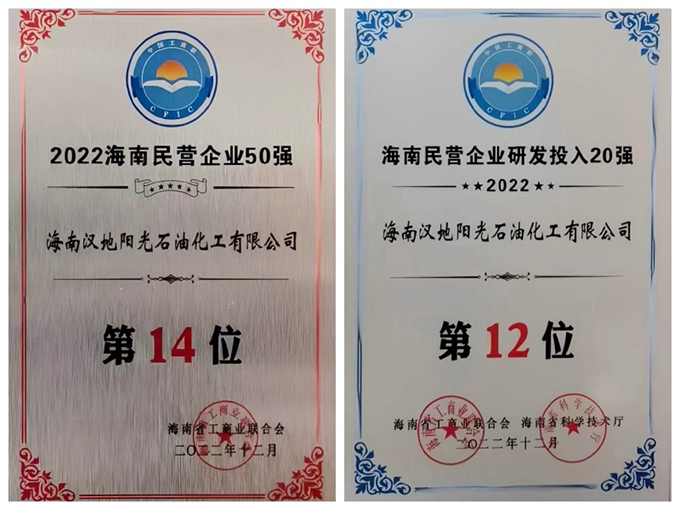 中国工商联
CFIC
2022海南民营企业50强
海南汉地阳光石油化工有限公司
第14位
海南省工商业联合会
二〇二二年十二月
中国工商联
CFIC
海南民营企业研发投入20强
2022
海南汉地阳光石油化工有限公司
第12位
海南省工商业联合会 海南省科学技术厅
二〇二二年十二月